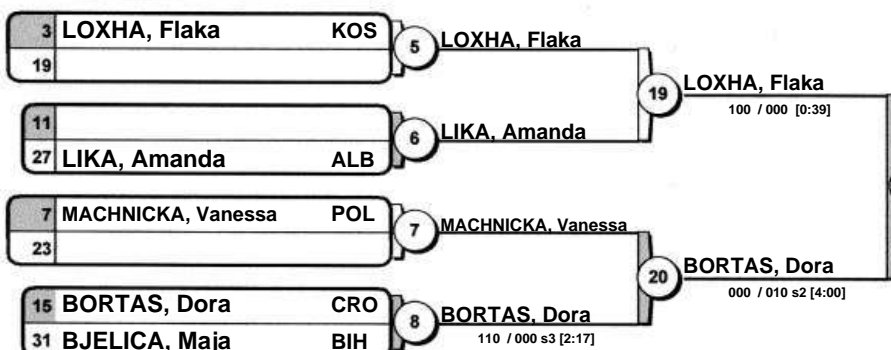 3 LOXHA, Flaka KOS
19
5 LOXHA, Flaka
11
27 LIKA, Amanda ALB
6 LIKA, Amanda
19 LOXHA, Flaka
100 / 000 [0:39]
7 MACHNICKA, Vanessa POL
23
7 MACHNICKA, Vanessa
15 BORTAS, Dora CRO
31 BJELICA, Maja BIH
8 BORTAS, Dora
110 / 000 s3 [2:17]
20 BORTAS, Dora
000 / 010 s2 [4:00]